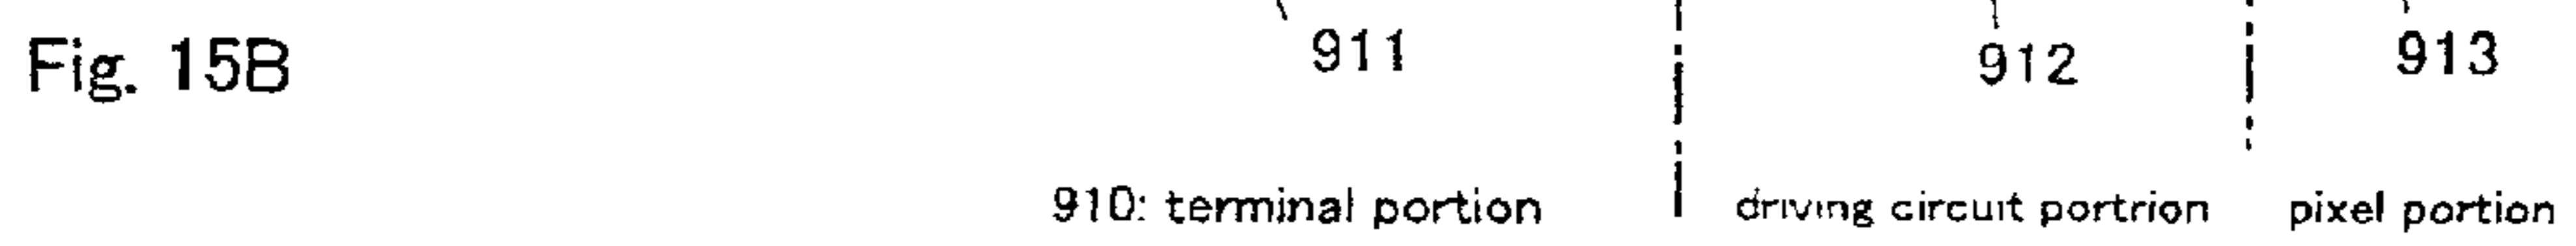 Fig. 15B 911 912 913
910: terminal portion driving circuit portrion pixel portion